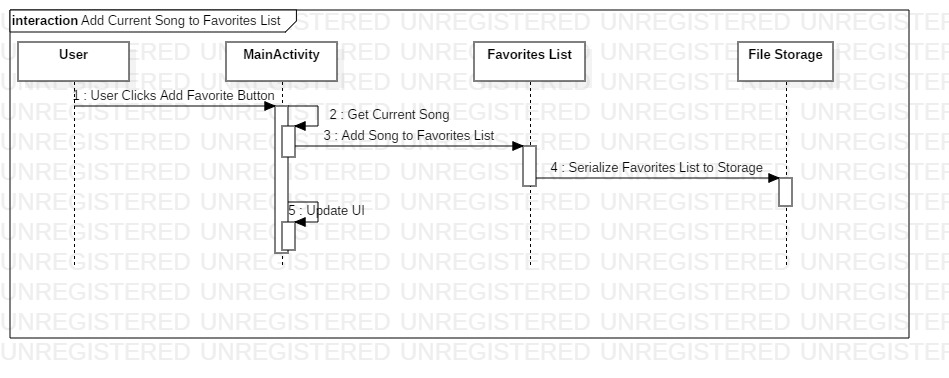 interaction Add Current Song to Favorites List
User
MainActivity
Favorites List
File Storage
1 : User Clicks Add Favorite Button
2 : Get Current Song
3 : Add Song to Favorites List
4 : Serialize Favorites List to Storage
5 : Update UI
UNREGISTERED UNREGISTERED UNREGISTERED UNREGISTERED UNREGISTE